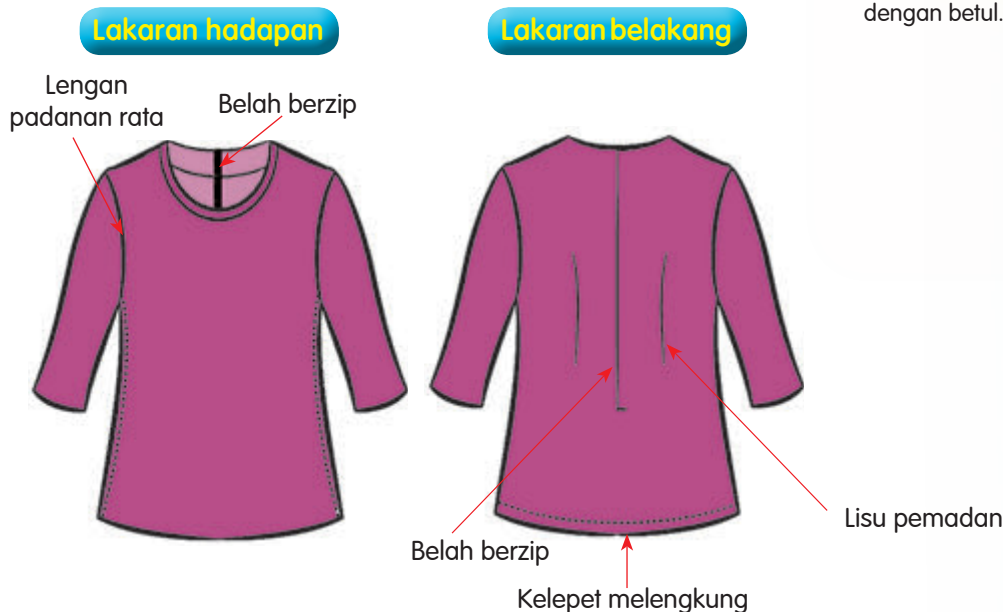 dengan betul.
Lakaran hadapan
Lakaran belakang
Lengan
padanan rata
Belah berzip
Lisu pemadan
Belah berzip
Kelepet melengkung